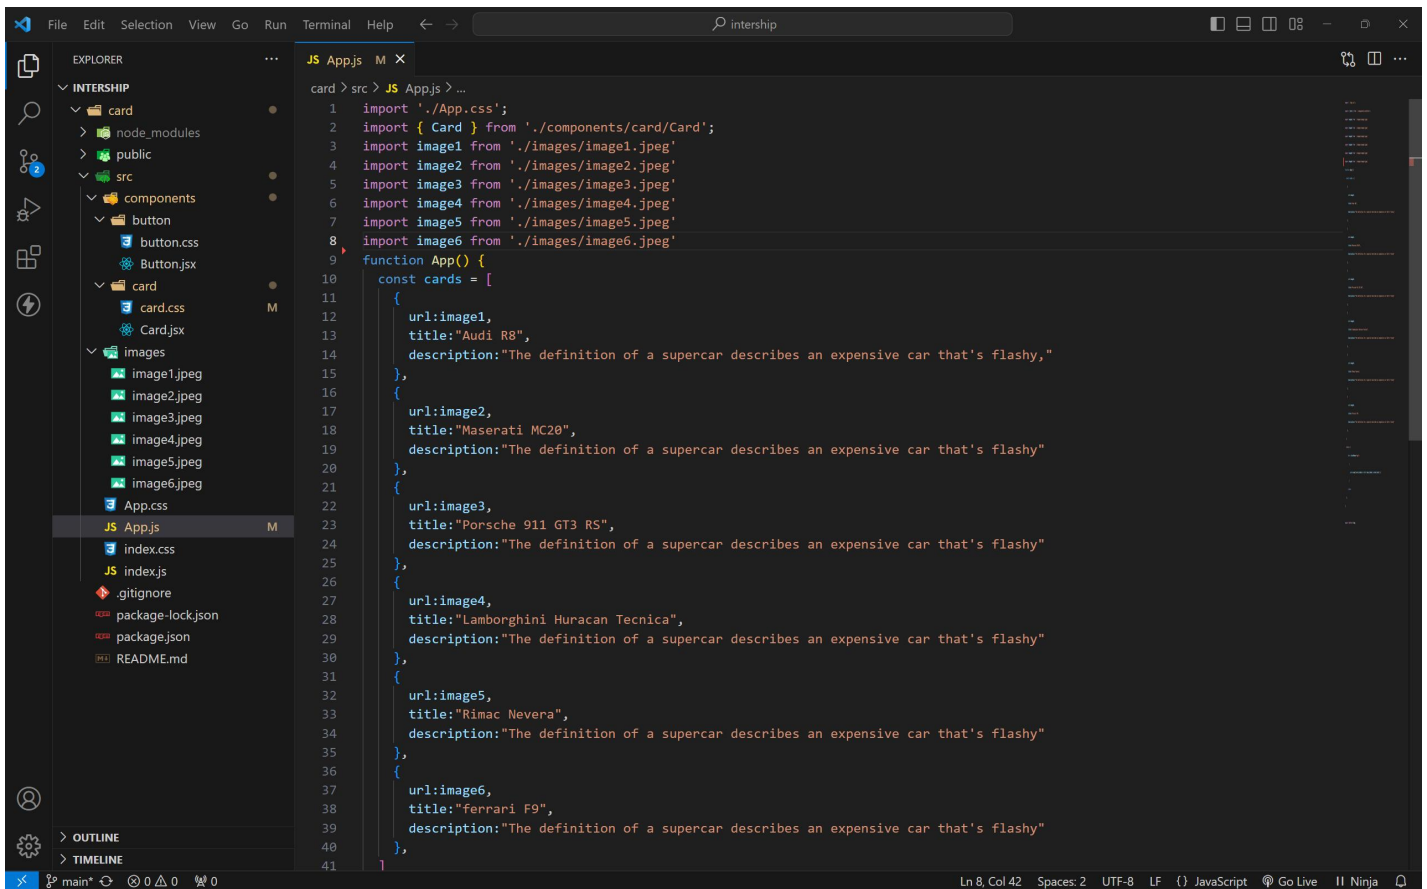 File Edit Selection View Go Run Terminal Help intership
EXPLORER
INTERSHIP
card
node_modules
public
src
components
button
button.css
Button.jsx
card
card.css M
Card.jsx
images
image1.jpeg
image2.jpeg
image3.jpeg
image4.jpeg
image5.jpeg
image6.jpeg
App.css
JS App.js M
index.css
JS index.js
.gitignore
package-lock.json
package.json
README.md
OUTLINE
TIMELINE
2
JS App.js M
card > src > JS App.js > ...
1 import './App.css';
2 import { Card } from './components/card/Card';
3 import image1 from './images/image1.jpeg'
4 import image2 from './images/image2.jpeg'
5 import image3 from './images/image3.jpeg'
6 import image4 from './images/image4.jpeg'
7 import image5 from './images/image5.jpeg'
8 import image6 from './images/image6.jpeg'
9 function App() {
10 const cards = [
11 {
12 url:image1,
13 title:"Audi R8",
14 description:"The definition of a supercar describes an expensive car that's flashy,"
15 },
16 {
17 url:image2,
18 title:"Maserati MC20",
19 description:"The definition of a supercar describes an expensive car that's flashy"
20 },
21 {
22 url:image3,
23 title:"Porsche 911 GT3 RS",
24 description:"The definition of a supercar describes an expensive car that's flashy"
25 },
26 {
27 url:image4,
28 title:"Lamborghini Huracan Tecnica",
29 description:"The definition of a supercar describes an expensive car that's flashy"
30 },
31 {
32 url:image5,
33 title:"Rimac Nevera",
34 description:"The definition of a supercar describes an expensive car that's flashy"
35 },
36 {
37 url:image6,
38 title:"ferrari F9",
39 description:"The definition of a supercar describes an expensive car that's flashy"
40 },
41 ]
main* 0 0 0 Ln 8, Col 42 Spaces: 2 UTF-8 LF {} JavaScript Go Live Ninja